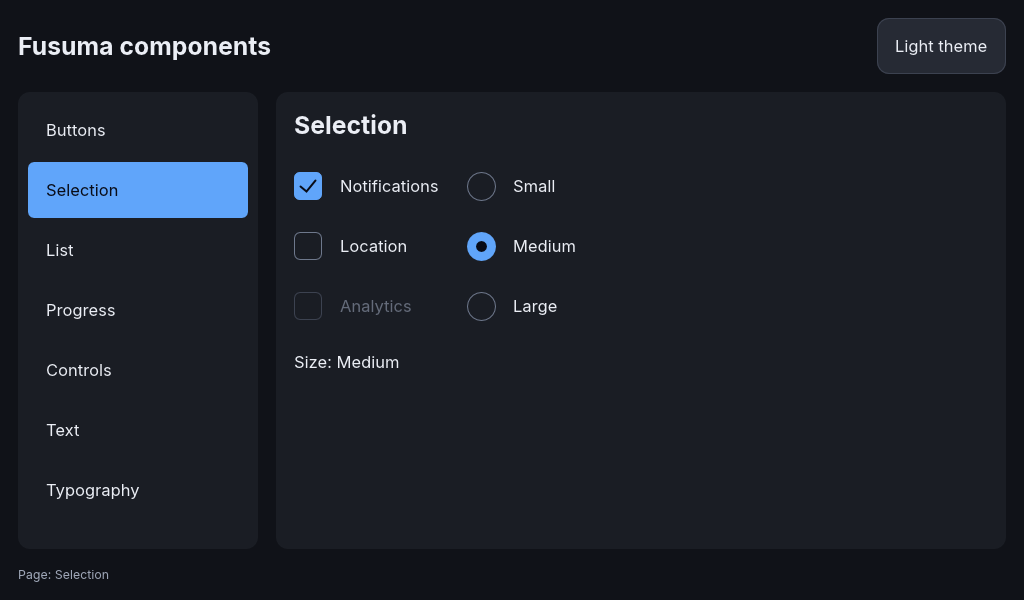 Fusuma components
Light theme
Buttons
Selection
List
Progress
Controls
Text
Typography
Selection
Notifications
Small
Location
Medium
Analytics
Large
Size: Medium
Page: Selection